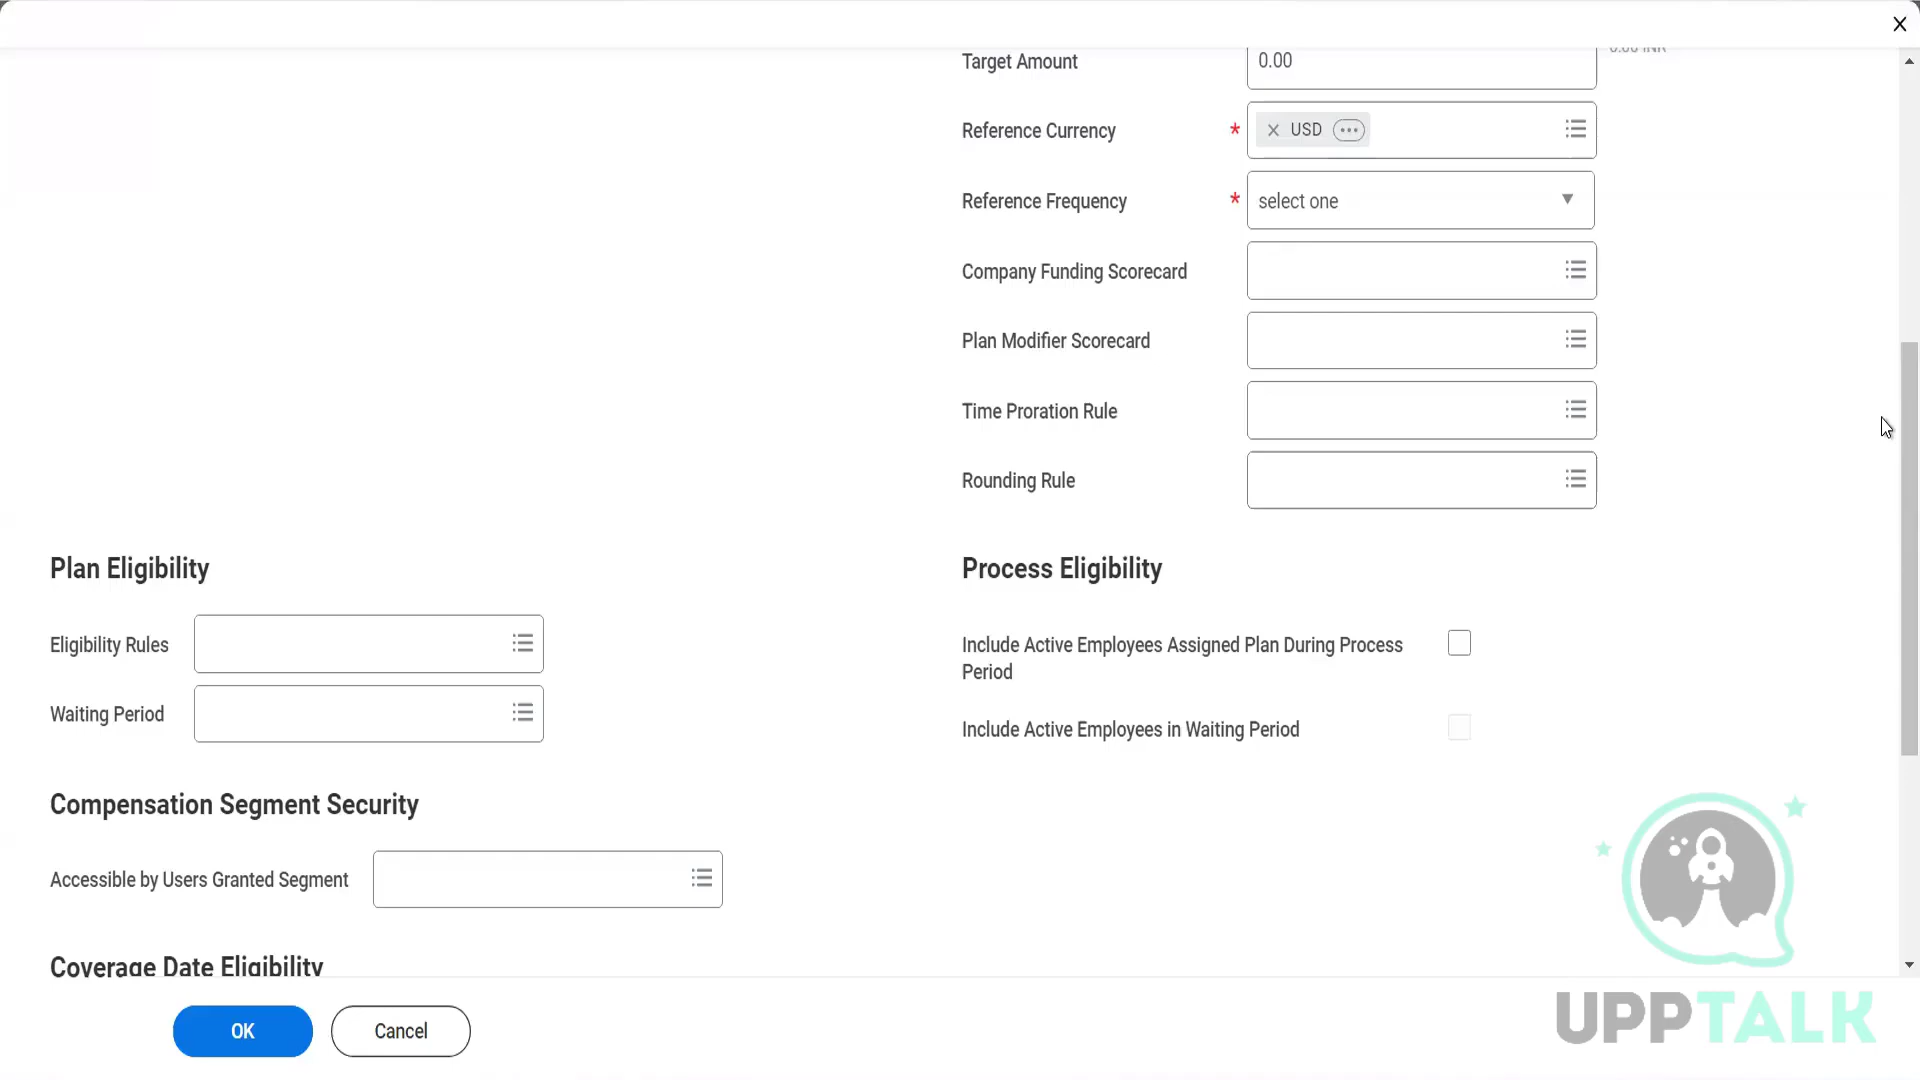 X
Target Amount 0.00 0.00 INR
Reference Currency * USD
Reference Frequency * select one
Company Funding Scorecard
Plan Modifier Scorecard
Time Proration Rule
Rounding Rule
Plan Eligibility
Eligibility Rules
Waiting Period
Process Eligibility
Include Active Employees Assigned Plan During Process
Period
Include Active Employees in Waiting Period
Compensation Segment Security
Accessible by Users Granted Segment
Coverage Date Eligibility
OK Cancel
UPPTALK